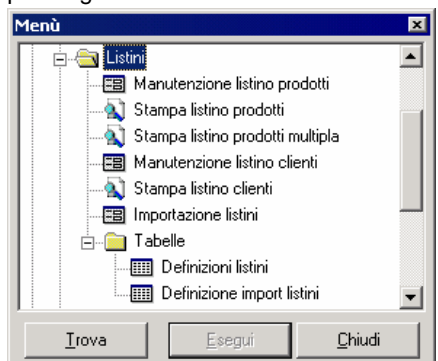 Menù
Listini
Manutenzione listino prodotti
Stampa listino prodotti
Stampa listino prodotti multipla
Manutenzione listino clienti
Stampa listino clienti
Importazione listini
Tabelle
Definizioni listini
Definizione import listini
Trova Esegui Chiudi